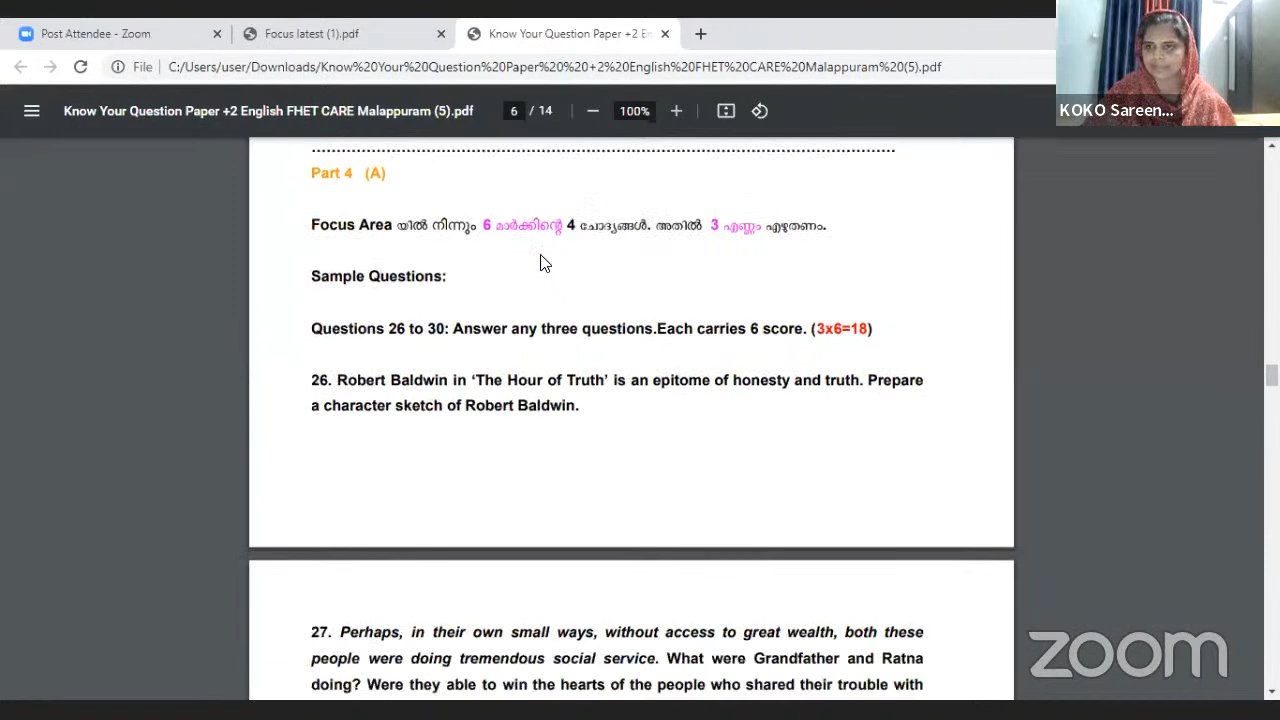 Post Attendee - Zoom
Focus latest (1).pdf
Know Your Question Paper +2 En
File
C:/Users/user/Downloads/Know%20Your%20Question%20Paper%20%20+2%20English%20FHET%20CARE%20Malappuram%20(5).pdf
Know Your Question Paper +2 English FHET CARE Malappuram (5).pdf
6 / 14
100%
KOKO Sareen...
Part 4 (A)
Focus Area യിൽ നിന്നും 6 മാർക്കിന്റെ 4 ചോദ്യങ്ങൾ. അതിൽ 3 എണ്ണം എഴുതണം.
Sample Questions:
Questions 26 to 30: Answer any three questions.Each carries 6 score. (3x6=18)
26. Robert Baldwin in ‘The Hour of Truth’ is an epitome of honesty and truth. Prepare
a character sketch of Robert Baldwin.
27. Perhaps, in their own small ways, without access to great wealth, both these
people were doing tremendous social service. What were Grandfather and Ratna
doing? Were they able to win the hearts of the people who shared their trouble with
zoom